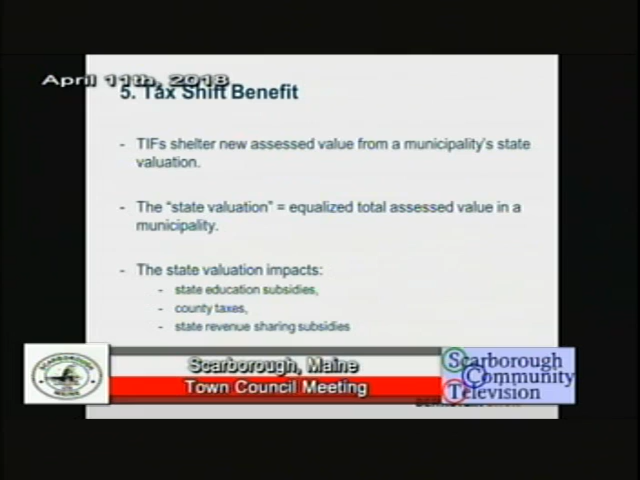 April 11th, 2018
5. Tax Shift Benefit
- TIFs shelter new assessed value from a municipality's state
valuation.
- The "state valuation" = equalized total assessed value in a
municipality.
- The state valuation impacts:
- state education subsidies,
- county taxes,
- state revenue sharing subsidies
SCARBOROUGH
MAINE
Scarborough, Maine
Town Council Meeting
Scarborough
Community
Television